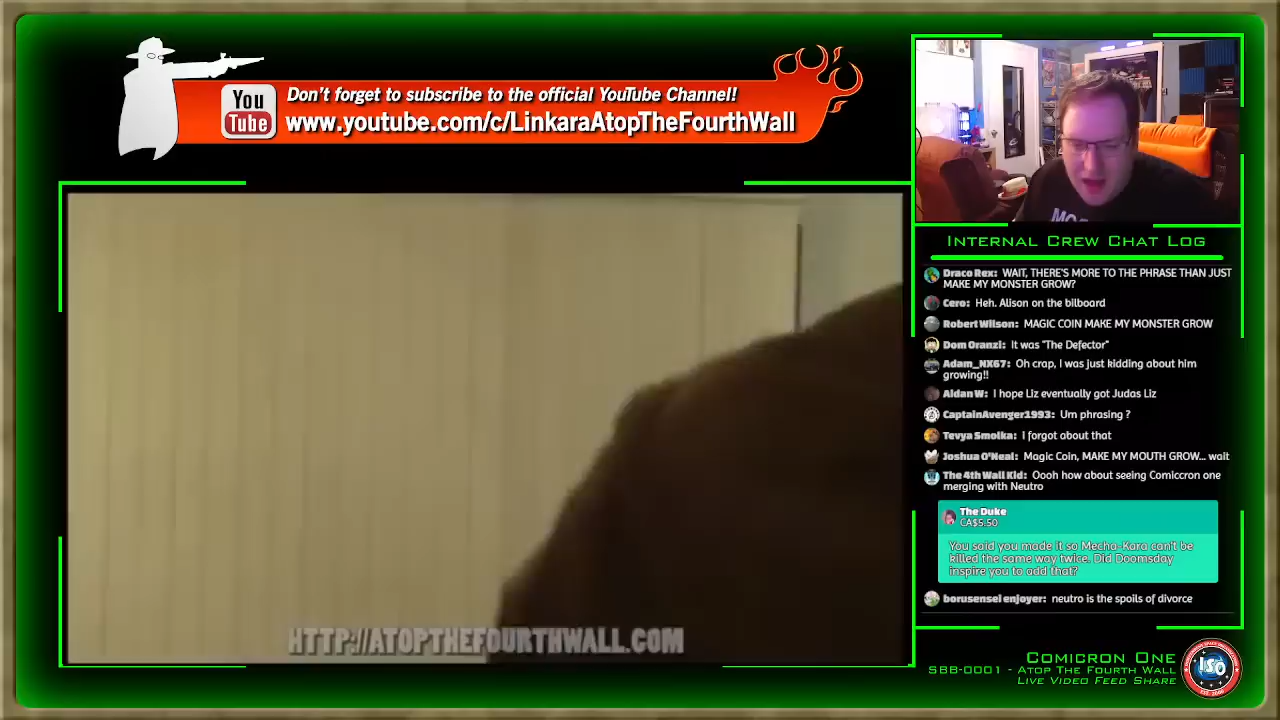 Don't forget to subscribe to the official YouTube Channel!
You
Tube
www.youtube.com/c/LinkaraAtopTheFourthWall
INTERNAL CREW CHAT LOG
Draco Rex: WAIT, THERE'S MORE TO THE PHRASE THAN JUST
MAKE MY MONSTER GROW?
Cero: Heh. Alison on the bilboard
Robert Wilson: MAGIC COIN MAKE MY MONSTER GROW
Dom Oranzi: It was "The Defector"
Adam_NX67: Oh crap, I was just kidding about him
growing!!
Aidan W: I hope Liz eventually got Judas Liz
CaptainAvenger1993: Um phrasing ?
Tevya Smolka: i forgot about that
Joshua O'Neal: Magic Coin, MAKE MY MOUTH GROW... wait
The 4th Wall Kid: Oooh how about seeing Comiccron one
merging with Neutro
The Duke
CA$5.50
You said you made it so Mecha-Kara can't be
killed the same way twice. Did Doomsday
inspire you to add that?
borusensei enjoyer: neutro is the spoils of divorce
HTTP://ATOPTHEFOURTHWALL.COM
COMICRON ONE
SBB-0001 - ATOP THE FOURTH WALL
LIVE VIDEO FEED SHARE
ISO